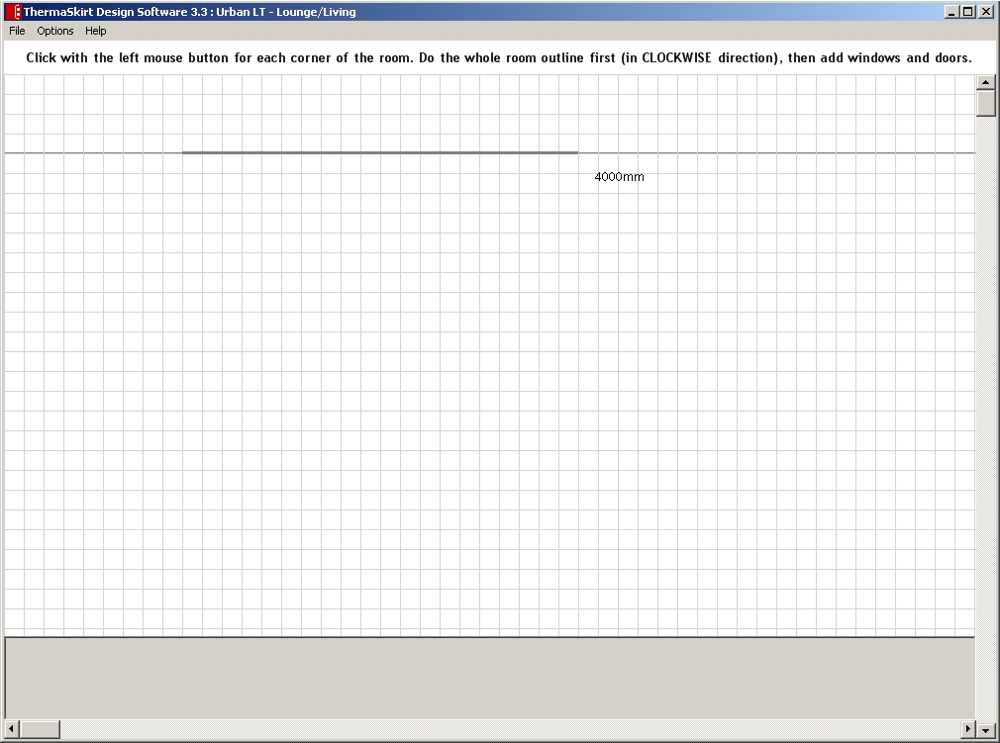 ThermaSkirt Design Software 3.3 : Urban LT - Lounge/Living
File Options Help
Click with the left mouse button for each corner of the room. Do the whole room outline first (in CLOCKWISE direction), then add windows and doors.
4000mm